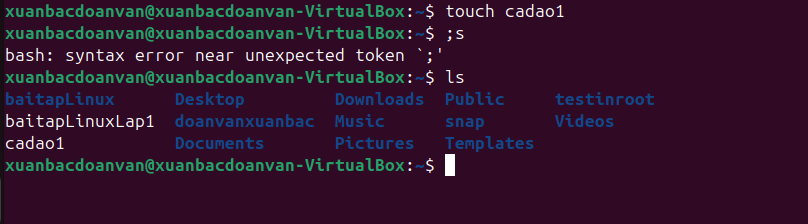 xuanbacdoanvan@xuanbacdoanvan-VirtualBox:~$ touch cadao1
xuanbacdoanvan@xuanbacdoanvan-VirtualBox:~$ ;s
bash: syntax error near unexpected token `;'
xuanbacdoanvan@xuanbacdoanvan-VirtualBox:~$ ls
baitapLinux Desktop Downloads Public testinroot
baitapLinuxLap1 doanvanxuanbac Music snap Videos
cadao1 Documents Pictures Templates
xuanbacdoanvan@xuanbacdoanvan-VirtualBox:~$